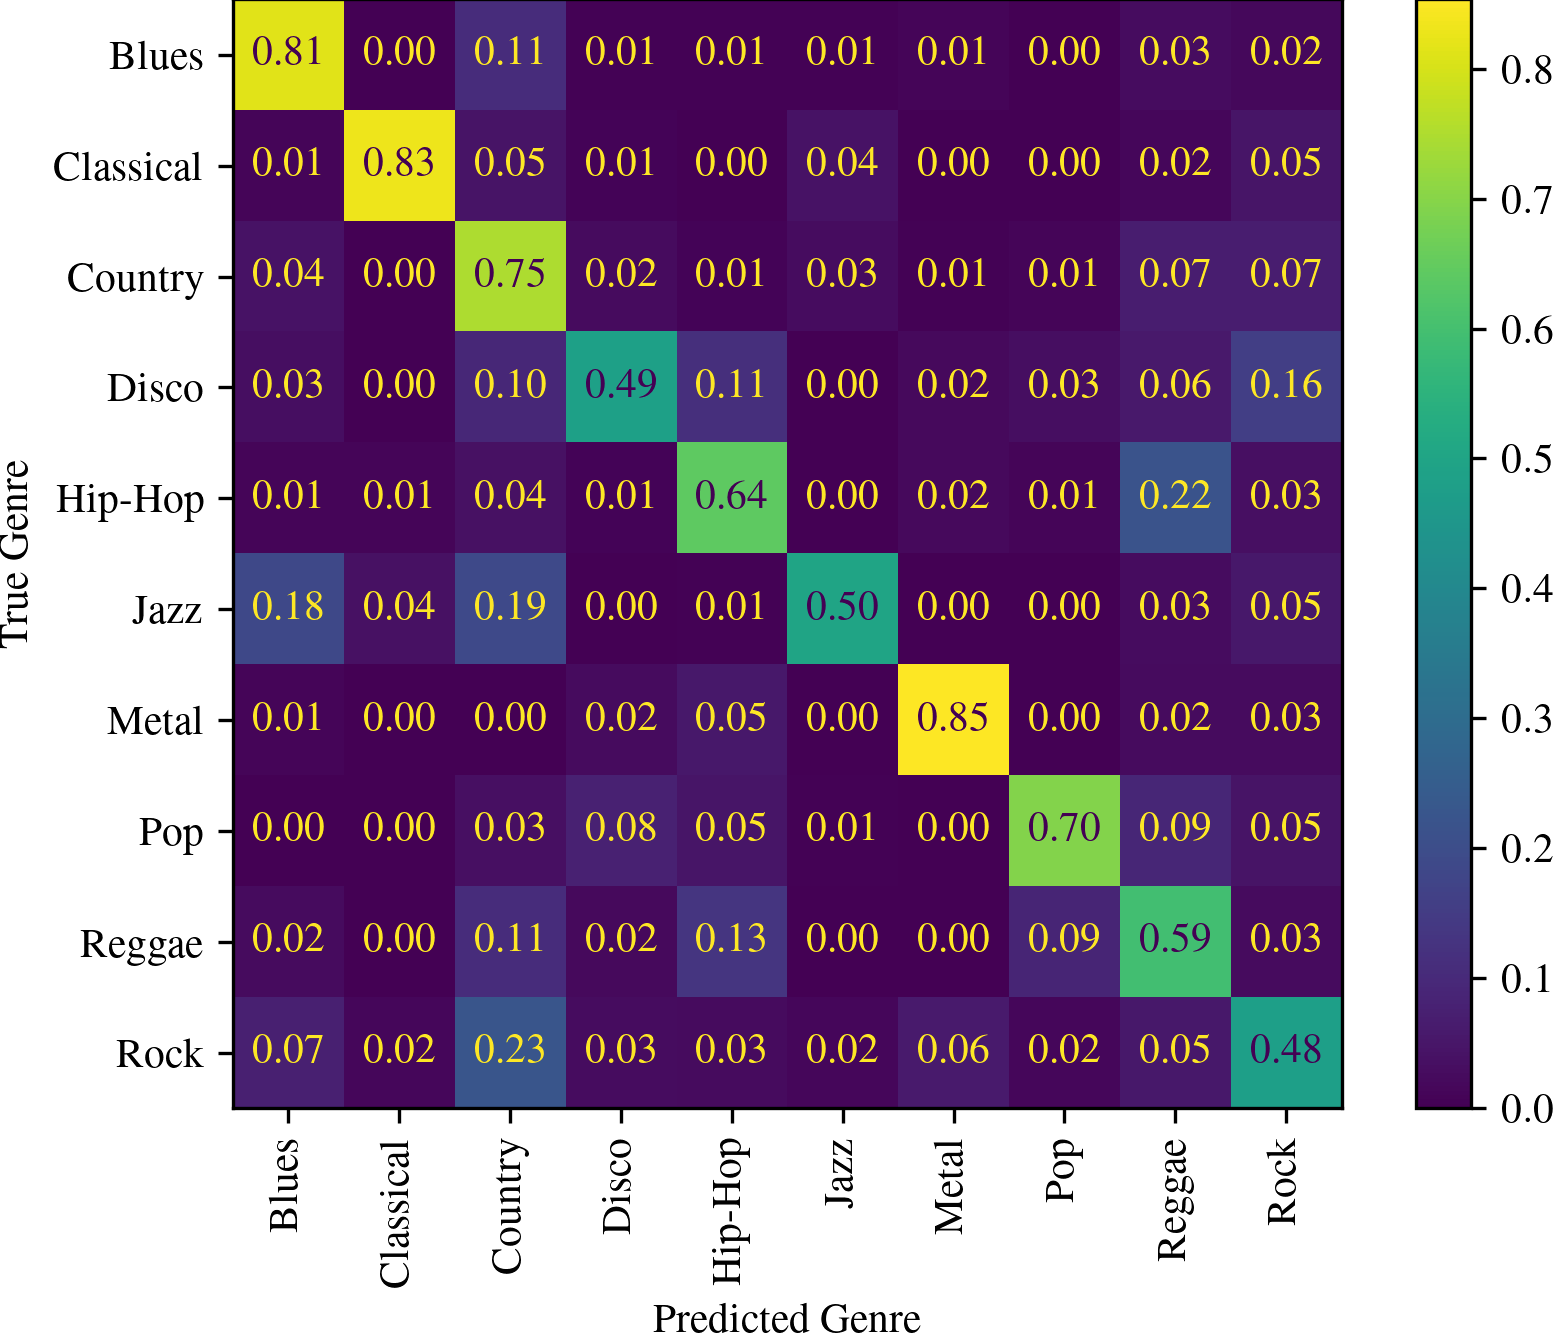 Blues 0.81 0.00 0.11 0.01 0.01 0.01 0.01 0.00 0.03 0.02
Classical 0.01 0.83 0.05 0.01 0.00 0.04 0.00 0.00 0.02 0.05
Country 0.04 0.00 0.75 0.02 0.01 0.03 0.01 0.01 0.07 0.07
Disco 0.03 0.00 0.10 0.49 0.11 0.00 0.02 0.03 0.06 0.16
Hip-Hop 0.01 0.01 0.04 0.01 0.64 0.00 0.02 0.01 0.22 0.03
Jazz 0.18 0.04 0.19 0.00 0.01 0.50 0.00 0.00 0.03 0.05
Metal 0.01 0.00 0.00 0.02 0.05 0.00 0.85 0.00 0.02 0.03
Pop 0.00 0.00 0.03 0.08 0.05 0.01 0.00 0.70 0.09 0.05
Reggae 0.02 0.00 0.11 0.02 0.13 0.00 0.00 0.09 0.59 0.03
Rock 0.07 0.02 0.23 0.03 0.03 0.02 0.06 0.02 0.05 0.48
True Genre
Blues Classical Country Disco Hip-Hop Jazz Metal Pop Reggae Rock
Predicted Genre
0.8
0.7
0.6
0.5
0.4
0.3
0.2
0.1
0.0